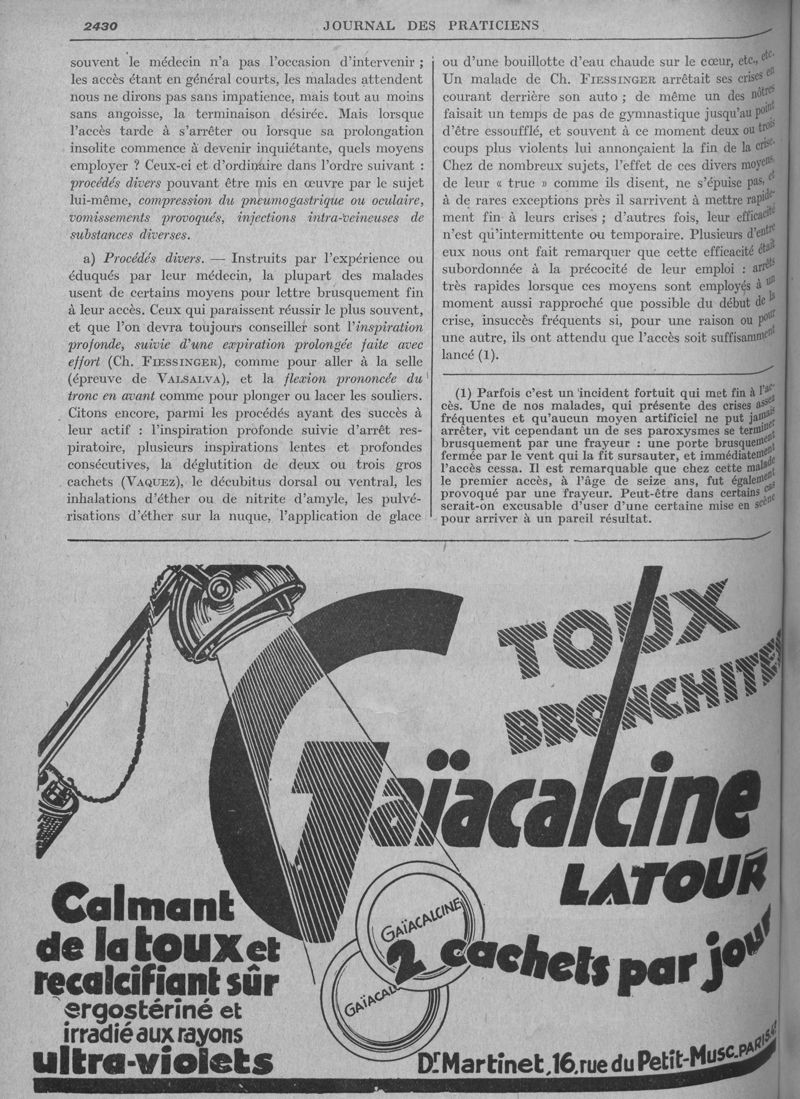 2430
JOURNAL DES PRATICIENS
souvent le médecin n'a pas l'occasion d'intervenir ;
les accès étant en général courts, les malades attendent
nous ne dirons pas sans impatience, mais tout au moins
sans angoisse, la terminaison désirée. Mais lorsque
l'accès tarde à s'arrêter ou lorsque sa prolongation
insolite commence à devenir inquiétante, quels moyens
employer ? Ceux-ci et d'ordinaire dans l'ordre suivant :
procédés divers pouvant être mis en œuvre par le sujet
lui-même, compression du pneumogastrique ou oculaire,
vomissements provoqués, injections intra-veineuses de
substances diverses.
a) Procédés divers. — Instruits par l'expérience ou
éduqués par leur médecin, la plupart des malades
usent de certains moyens pour lettre brusquement fin
à leur accès. Ceux qui paraissent réussir le plus souvent,
et que l'on devra toujours conseiller sont l'inspiration
profonde, suivie d'une expiration prolongée faite avec
effort (Ch. FIESSINGER), comme pour aller à la selle
(épreuve de VALSALVA), et la flexion prononcée du
tronc en avant comme pour plonger ou lacer les souliers.
Citons encore, parmi les procédés ayant des succès à
leur actif : l'inspiration profonde suivie d'arrêt res-
piratoire, plusieurs inspirations lentes et profondes
consécutives, la déglutition de deux ou trois gros
cachets (VAQUEZ), le décubitus dorsal ou ventral, les
inhalations d'éther ou de nitrite d'amyle, les pulvé-
risations d'éther sur la nuque, l'application de glace
ou d'une bouillotte d'eau chaude sur le cœur, etc., etc.
Un malade de Ch. FIESSINGER arrêtait ses crises en
courant derrière son auto ; de même un des nôtres
faisait un temps de pas de gymnastique jusqu'au point
d'être essoufflé, et souvent à ce moment deux ou trois
coups plus violents lui annonçaient la fin de la crise.
Chez de nombreux sujets, l'effet de ces divers moyens,
de leur « true » comme ils disent, ne s'épuise pas, et
à de rares exceptions près il sarrivent à mettre rapide-
ment fin à leurs crises ; d'autres fois, leur efficacité
n'est qu'intermittente ou temporaire. Plusieurs d'entre
eux nous ont fait remarquer que cette efficacité était
subordonnée à la précocité de leur emploi : arrêts
très rapides lorsque ces moyens sont employés à un
moment aussi rapproché que possible du début de la
crise, insuccès fréquents si, pour une raison ou pour
une autre, ils ont attendu que l'accès soit suffisamment
lancé (1).
(1) Parfois c'est un incident fortuit qui met fin à l'ac-
cès. Une de nos malades, qui présente des crises assez
fréquentes et qu'aucun moyen artificiel ne put jamais
arrêter, vit cependant un de ses paroxysmes se terminer
brusquement par une frayeur : une porte brusquement
fermée par le vent qui la fit sursauter, et immédiatement
l'accès cessa. Il est remarquable que chez cette malade
le premier accès, à l'âge de seize ans, fut également
provoqué par une frayeur. Peut-être dans certains cas
serait-on excusable d'user d'une certaine mise en scène
pour arriver à un pareil résultat.
TOUX
BRONCHITES
Gaïacalcine
LATOUR
GAÏACALCINE
GAÏACAL
2 cachets par jour
Calmant
de la toux et
recalcifiant sûr
ergostériné et
irradié aux rayons
ultra-violets
Dr Martinet, 16, rue du Petit-Musc. PARIS. 4e